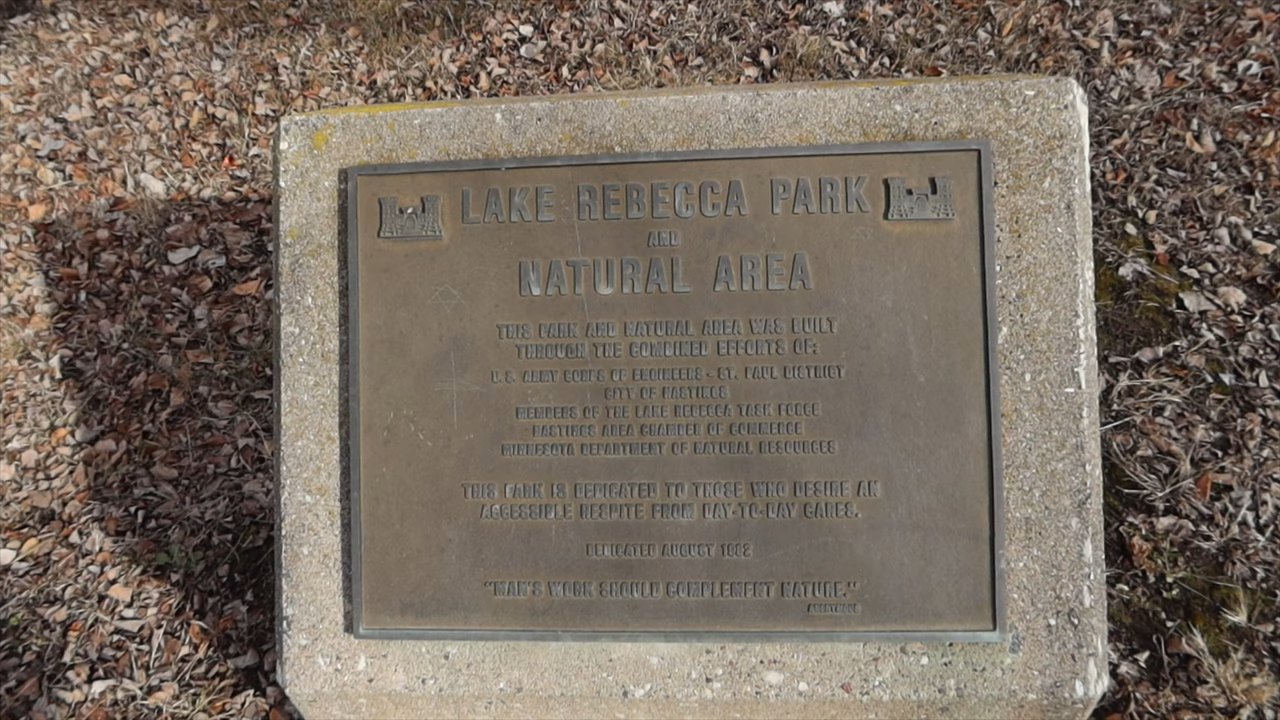 LAKE REBECCA PARK
AND
NATURAL AREA
THIS PARK AND NATURAL AREA WAS BUILT
THROUGH THE COMBINED EFFORTS OF:
U.S. ARMY CORPS OF ENGINEERS - ST. PAUL DISTRICT
CITY OF HASTINGS
MEMBERS OF THE LAKE REBECCA TASK FORCE
HASTINGS AREA CHAMBER OF COMMERCE
MINNESOTA DEPARTMENT OF NATURAL RESOURCES
THIS PARK IS DEDICATED TO THOSE WHO DESIRE AN
ACCESSIBLE RESPITE FROM DAY-TO-DAY CARES.
DEDICATED AUGUST 1982
"MAN'S WORK SHOULD COMPLEMENT NATURE."
ANONYMOUS